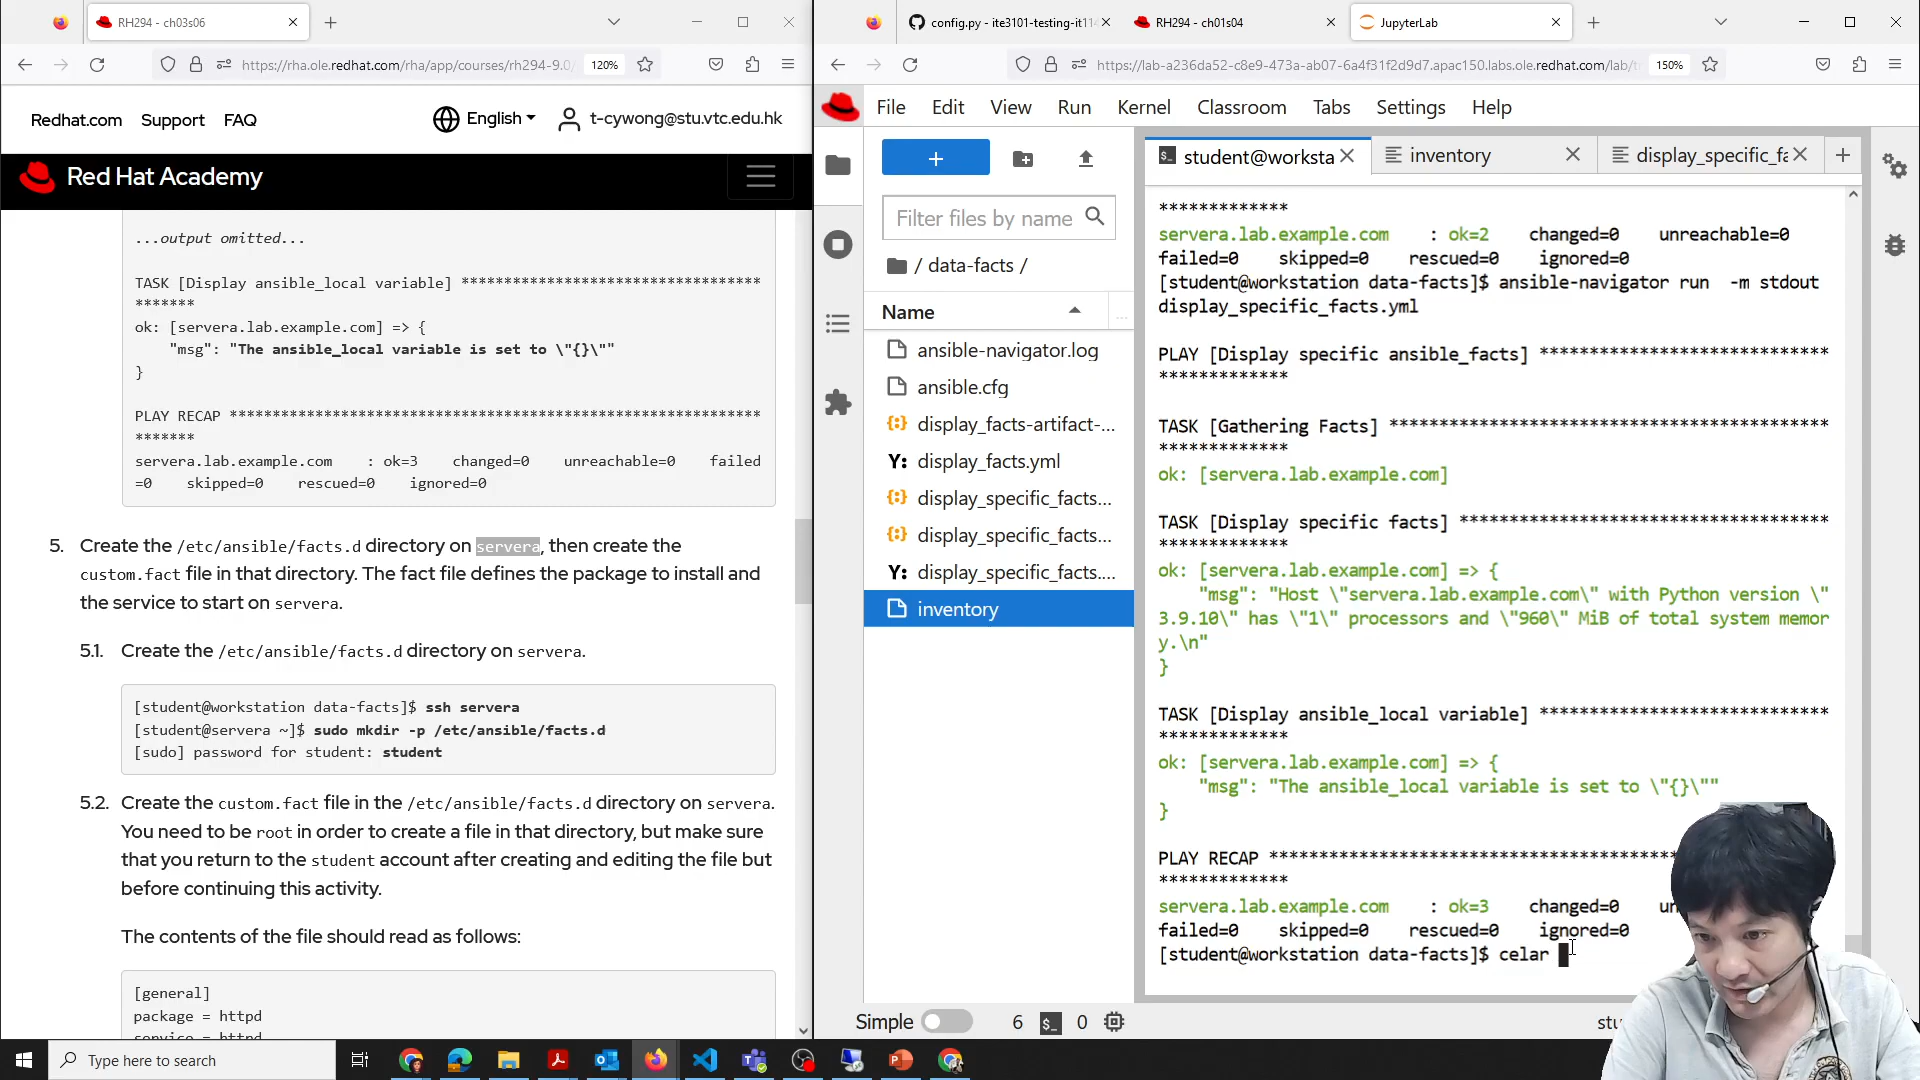 RH294 - ch03s06
https://rha.ole.redhat.com/rha/app/courses/rh294-9.0/
120%
Redhat.com Support FAQ
English
t-cywong@stu.vtc.edu.hk
Red Hat Academy
...output omitted...
TASK [Display ansible_local variable] ***********************************
*******
ok: [servera.lab.example.com] => {
"msg": "The ansible_local variable is set to \"{}\""
}
PLAY RECAP **************************************************************
*******
servera.lab.example.com : ok=3 changed=0 unreachable=0 failed
=0 skipped=0 rescued=0 ignored=0
5. Create the /etc/ansible/facts.d directory on servera, then create the
custom.fact file in that directory. The fact file defines the package to install and
the service to start on servera.
5.1. Create the /etc/ansible/facts.d directory on servera.
[student@workstation data-facts]$ ssh servera
[student@servera ~]$ sudo mkdir -p /etc/ansible/facts.d
[sudo] password for student: student
5.2. Create the custom.fact file in the /etc/ansible/facts.d directory on servera.
You need to be root in order to create a file in that directory, but make sure
that you return to the student account after creating and editing the file but
before continuing this activity.
The contents of the file should read as follows:
[general]
package = httpd
service = httpd
config.py - ite3101-testing-it114
RH294 - ch01s04
JupyterLab
https://lab-a236da52-c8e9-473a-ab07-6a4f31f2d9d7.apac150.labs.ole.redhat.com/lab/t
150%
File Edit View Run Kernel Classroom Tabs Settings Help
Filter files by name
/ data-facts /
Name
...
ansible-navigator.log
ansible.cfg
display_facts-artifact-...
display_facts.yml
display_specific_facts...
display_specific_facts...
display_specific_facts....
inventory
student@worksta
inventory
display_specific_fa
*************
servera.lab.example.com : ok=2 changed=0 unreachable=0
failed=0 skipped=0 rescued=0 ignored=0
[student@workstation data-facts]$ ansible-navigator run -m stdout
display_specific_facts.yml
PLAY [Display specific ansible_facts] *****************************
*************
TASK [Gathering Facts] ********************************************
*************
ok: [servera.lab.example.com]
TASK [Display specific facts] *************************************
*************
ok: [servera.lab.example.com] => {
"msg": "Host \"servera.lab.example.com\" with Python version \"
3.9.10\" has \"1\" processors and \"960\" MiB of total system memor
y.\n"
}
TASK [Display ansible_local variable] *****************************
*************
ok: [servera.lab.example.com] => {
"msg": "The ansible_local variable is set to \"{}\""
}
PLAY RECAP *****************************************
*************
servera.lab.example.com : ok=3 changed=0 un
failed=0 skipped=0 rescued=0 ignored=0
[student@workstation data-facts]$ celar
Simple 6 0
stu
Type here to search